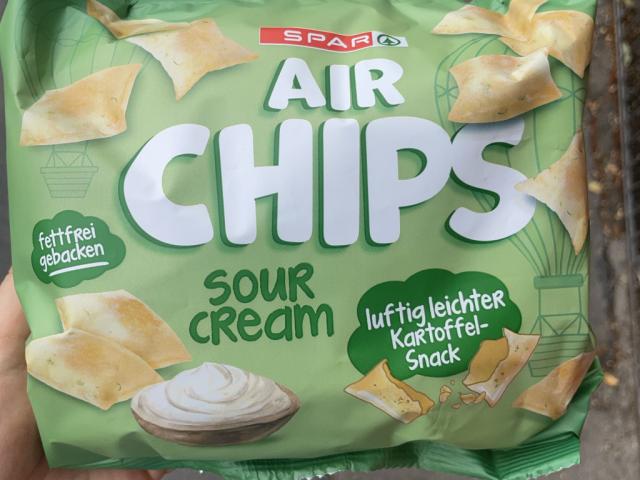 SPAR
AIR
CHIPS
fettfrei
gebacken
SOUR
CREAM
luftig leichter
Kartoffel-
Snack